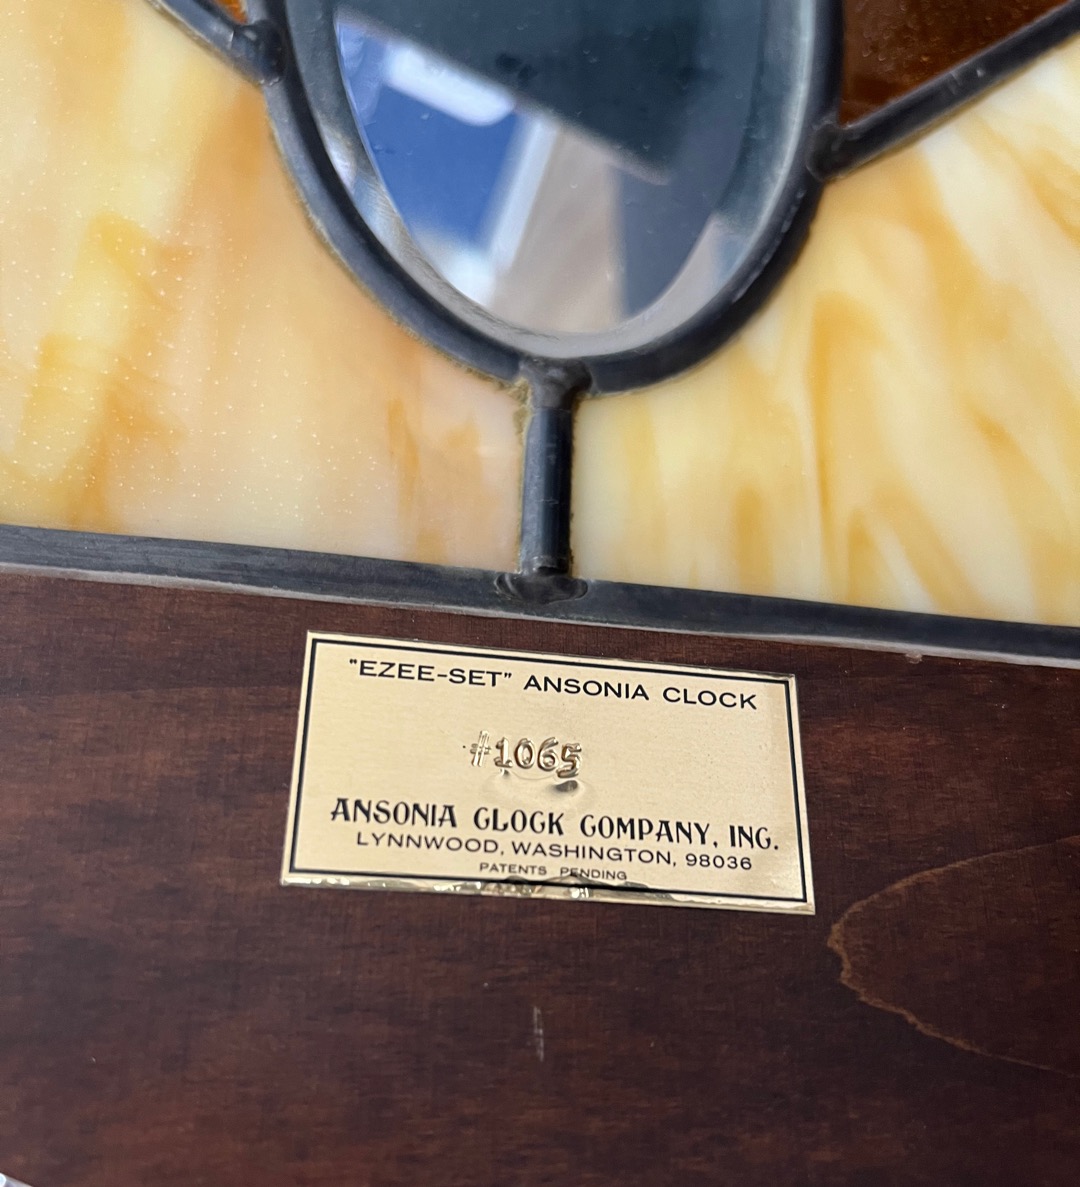 "EZEE-SET" ANSONIA CLOCK
#1065
ANSONIA CLOCK COMPANY, INC.
LYNNWOOD, WASHINGTON, 98036
PATENTS PENDING